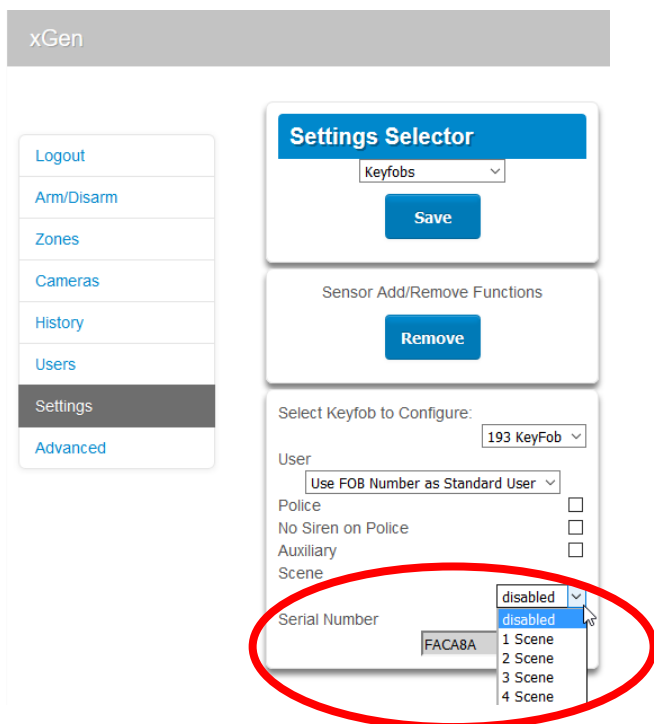 xGen
Logout
Arm/Disarm
Zones
Cameras
History
Users
Settings
Advanced
Settings Selector
Keyfobs
Save
Sensor Add/Remove Functions
Remove
Select Keyfob to Configure:
193 KeyFob
User
Use FOB Number as Standard User
Police
No Siren on Police
Auxiliary
Scene
disabled
Serial Number
FACA8A
disabled
1 Scene
2 Scene
3 Scene
4 Scene